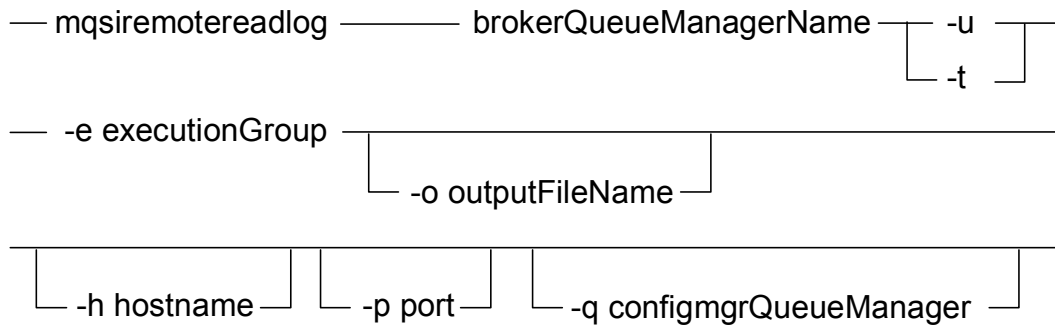 mqsiremotereadlog brokerQueueManagerName -u
-t
-e executionGroup
-o outputFileName
-h hostname -p port -q configmgrQueueManager